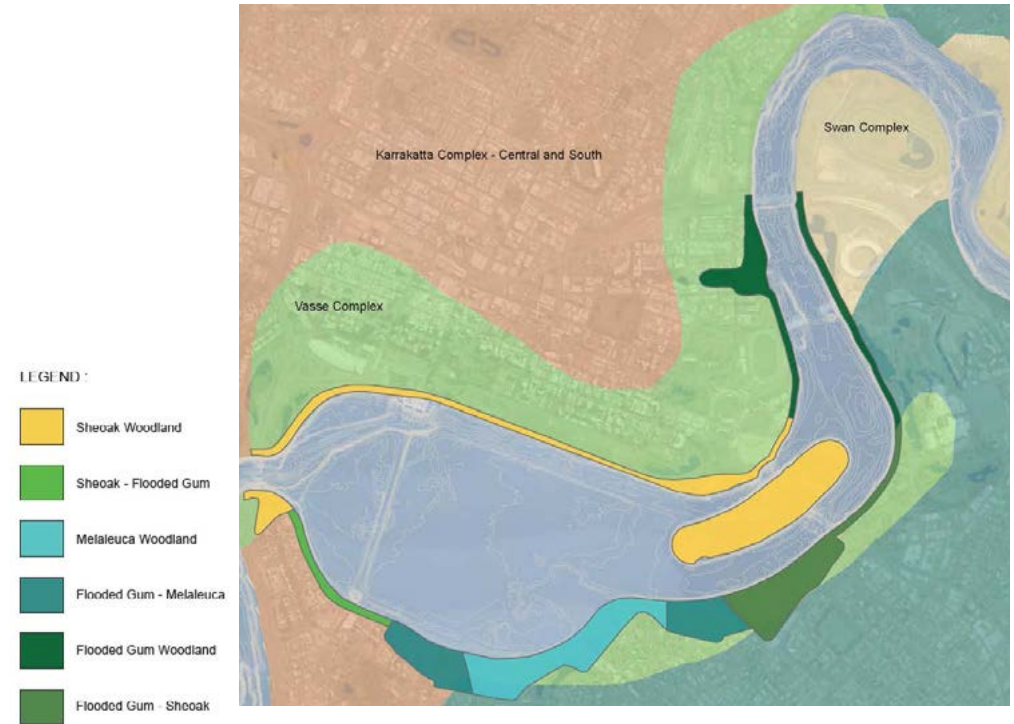 Swan Complex
Karrakatta Complex - Central and South
Vasse Complex
LEGEND :
Sheoak Woodland
Sheoak - Flooded Gum
Melaleuca Woodland
Flooded Gum - Melaleuca
Flooded Gum Woodland
Flooded Gum - Sheoak